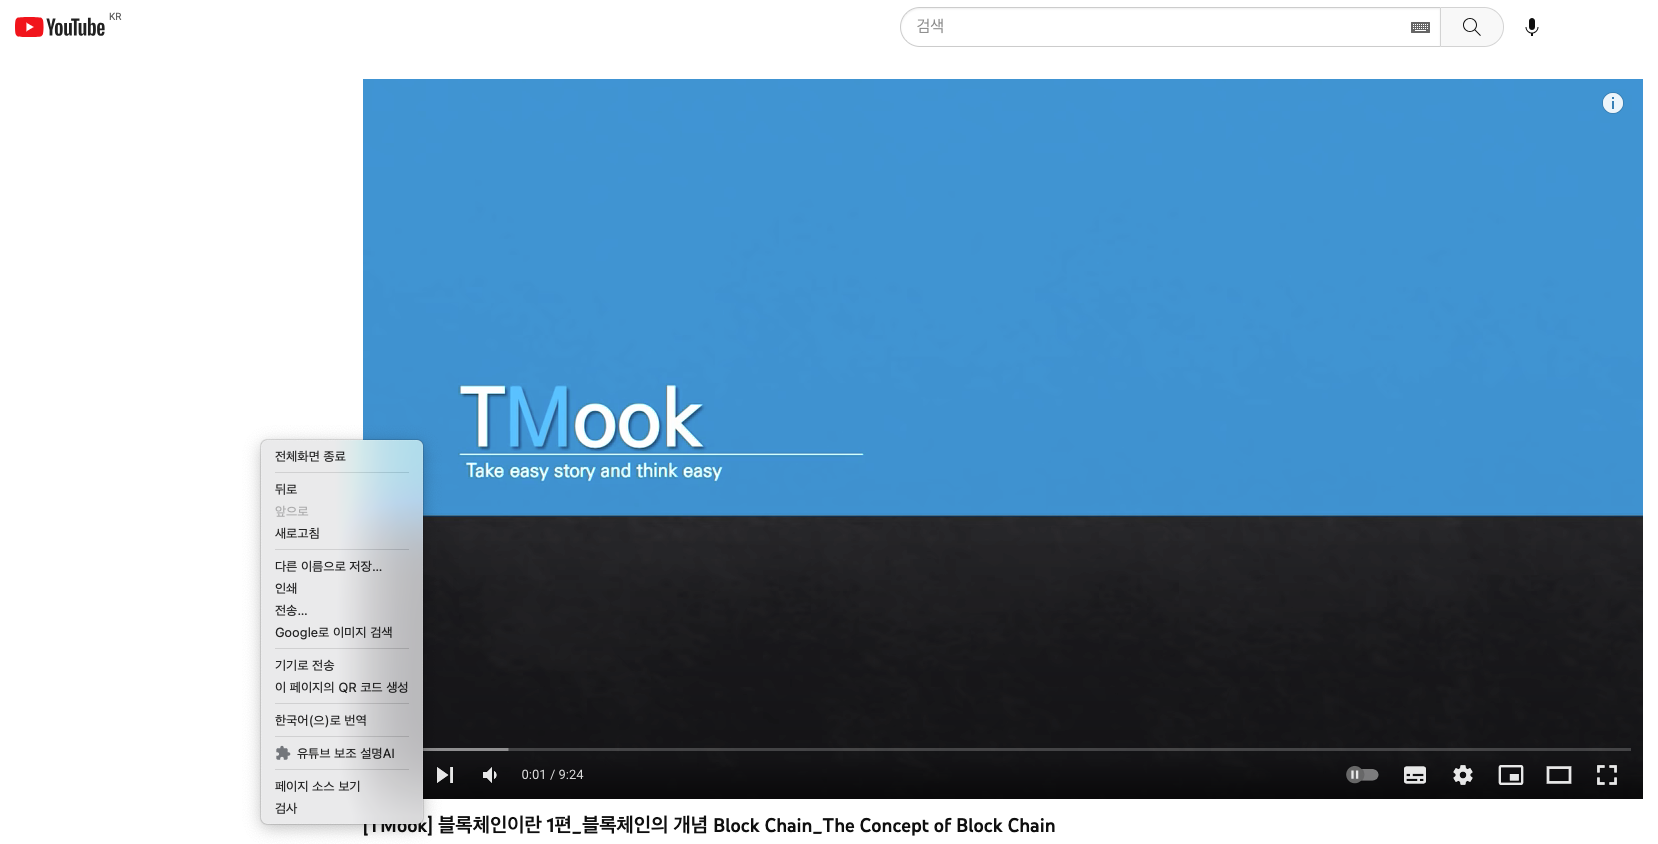 YouTube KR
검색
TMook
Take easy story and think easy
전체화면 종료
뒤로
앞으로
새로고침
다른 이름으로 저장...
인쇄
전송...
Google로 이미지 검색
기기로 전송
이 페이지의 QR 코드 생성
한국어(으)로 번역
유튜브 보조 설명AI
페이지 소스 보기
검사
0:01 / 9:24
[TMook] 블록체인이란 1편_블록체인의 개념 Block Chain_The Concept of Block Chain